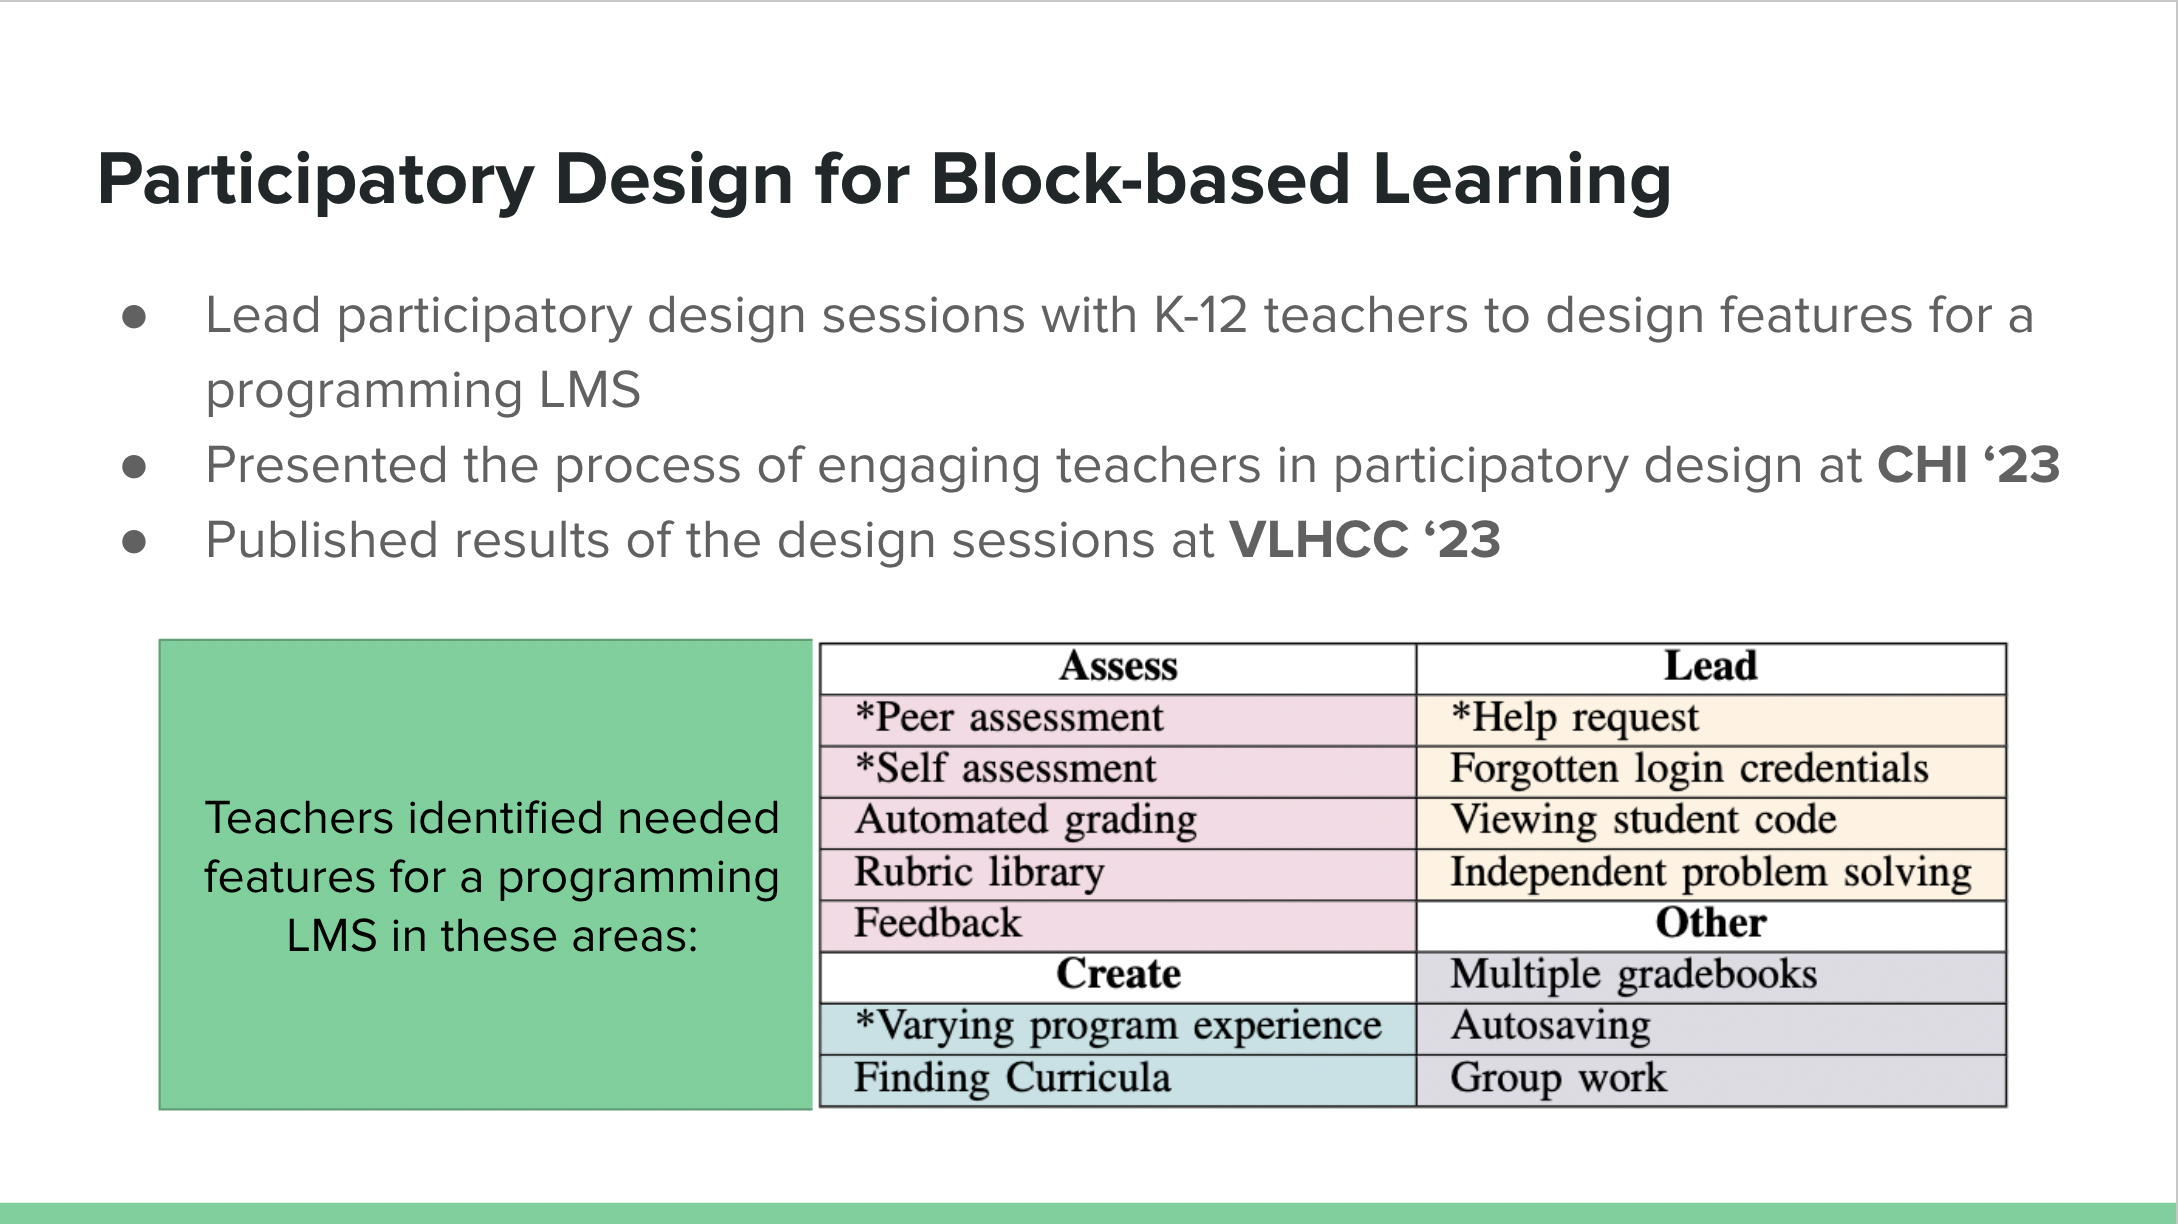 Participatory Design for Block-based Learning
● Lead participatory design sessions with K-12 teachers to design features for a
programming LMS
● Presented the process of engaging teachers in participatory design at CHI ‘23
● Published results of the design sessions at VLHCC ‘23
Teachers identified needed
features for a programming
LMS in these areas:
Assess
*Peer assessment
*Self assessment
Automated grading
Rubric library
Feedback
Create
*Varying program experience
Finding Curricula
Lead
*Help request
Forgotten login credentials
Viewing student code
Independent problem solving
Other
Multiple gradebooks
Autosaving
Group work